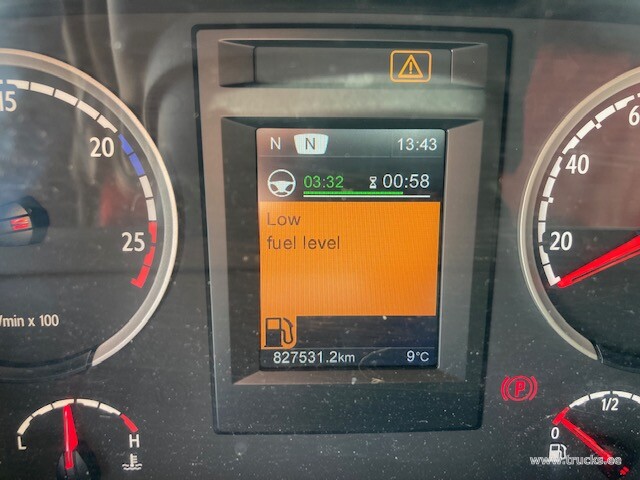 15
20
25
/min x 100
N N 13:43
03:32 00:58
Low
fuel level
827531.2km 9°C
6
40
20
P
L H
1/2
0
www.trucks.ee